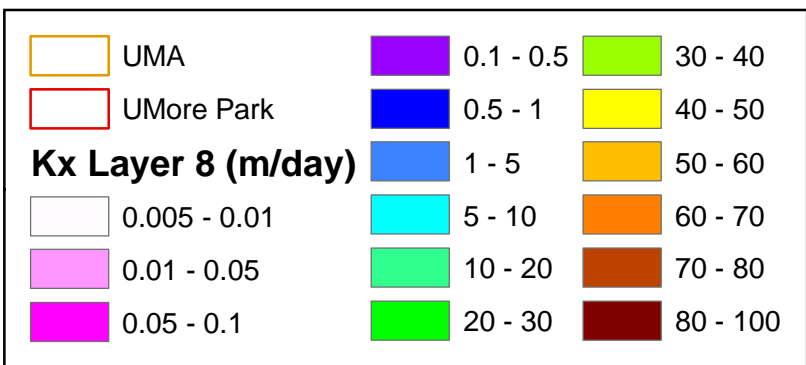 UMA
UMore Park
Kx Layer 8 (m/day)
0.005 - 0.01
0.01 - 0.05
0.05 - 0.1
0.1 - 0.5
0.5 - 1
1 - 5
5 - 10
10 - 20
20 - 30
30 - 40
40 - 50
50 - 60
60 - 70
70 - 80
80 - 100